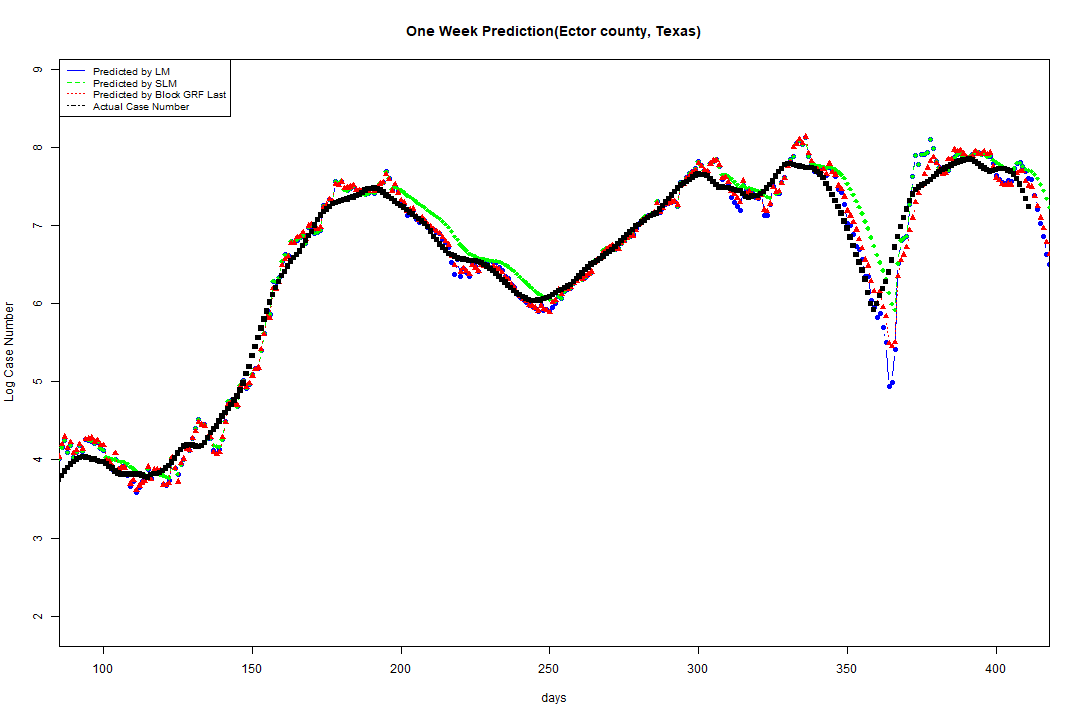 One Week Prediction(Ector county, Texas)
Predicted by LM
Predicted by SLM
Predicted by Block GRF Last
Actual Case Number
9
8
7
6
5
4
3
2
Log Case Number
100 150 200 250 300 350 400
days